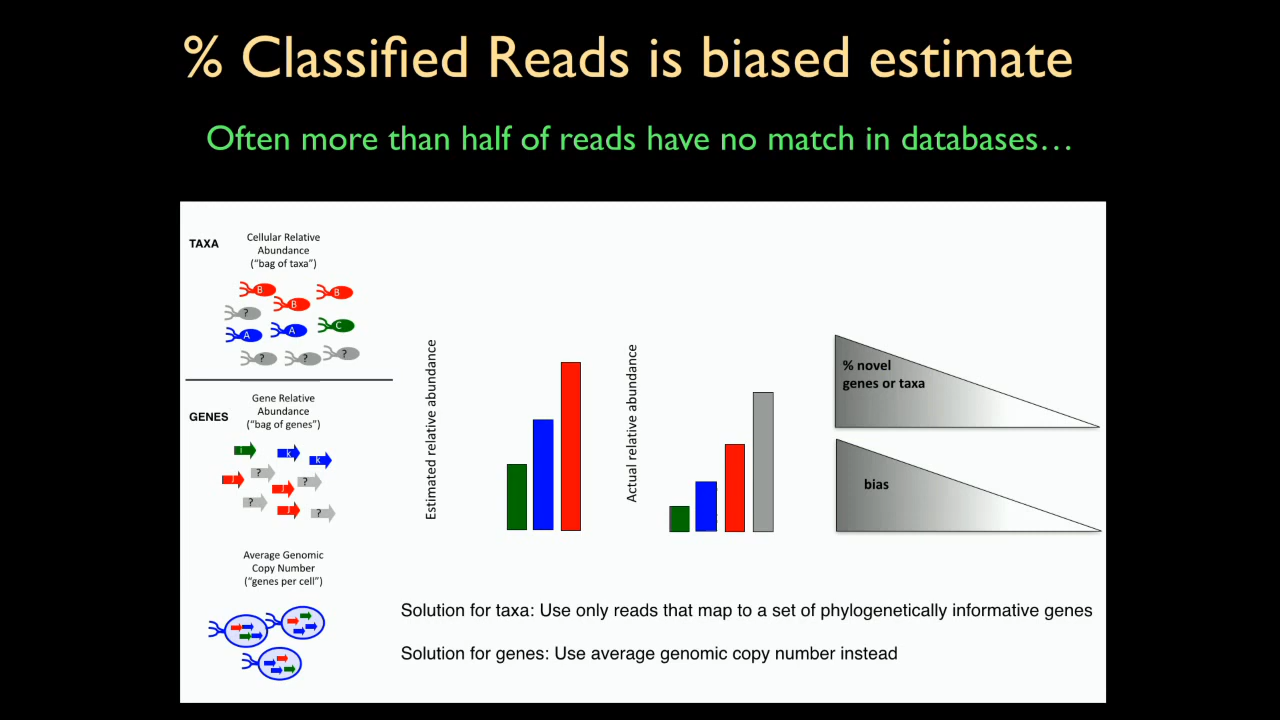 % Classified Reads is biased estimate
Often more than half of reads have no match in databases…
TAXA
Cellular Relative
Abundance
("bag of taxa")
B
B
B
?
A
A
C
?
?
?
GENES
Gene Relative
Abundance
("bag of genes")
i
k
k
?
j
?
j
?
j
?
Average Genomic
Copy Number
("genes per cell")
Estimated relative abundance
Actual relative abundance
% novel
genes or taxa
bias
Solution for taxa: Use only reads that map to a set of phylogenetically informative genes
Solution for genes: Use average genomic copy number instead